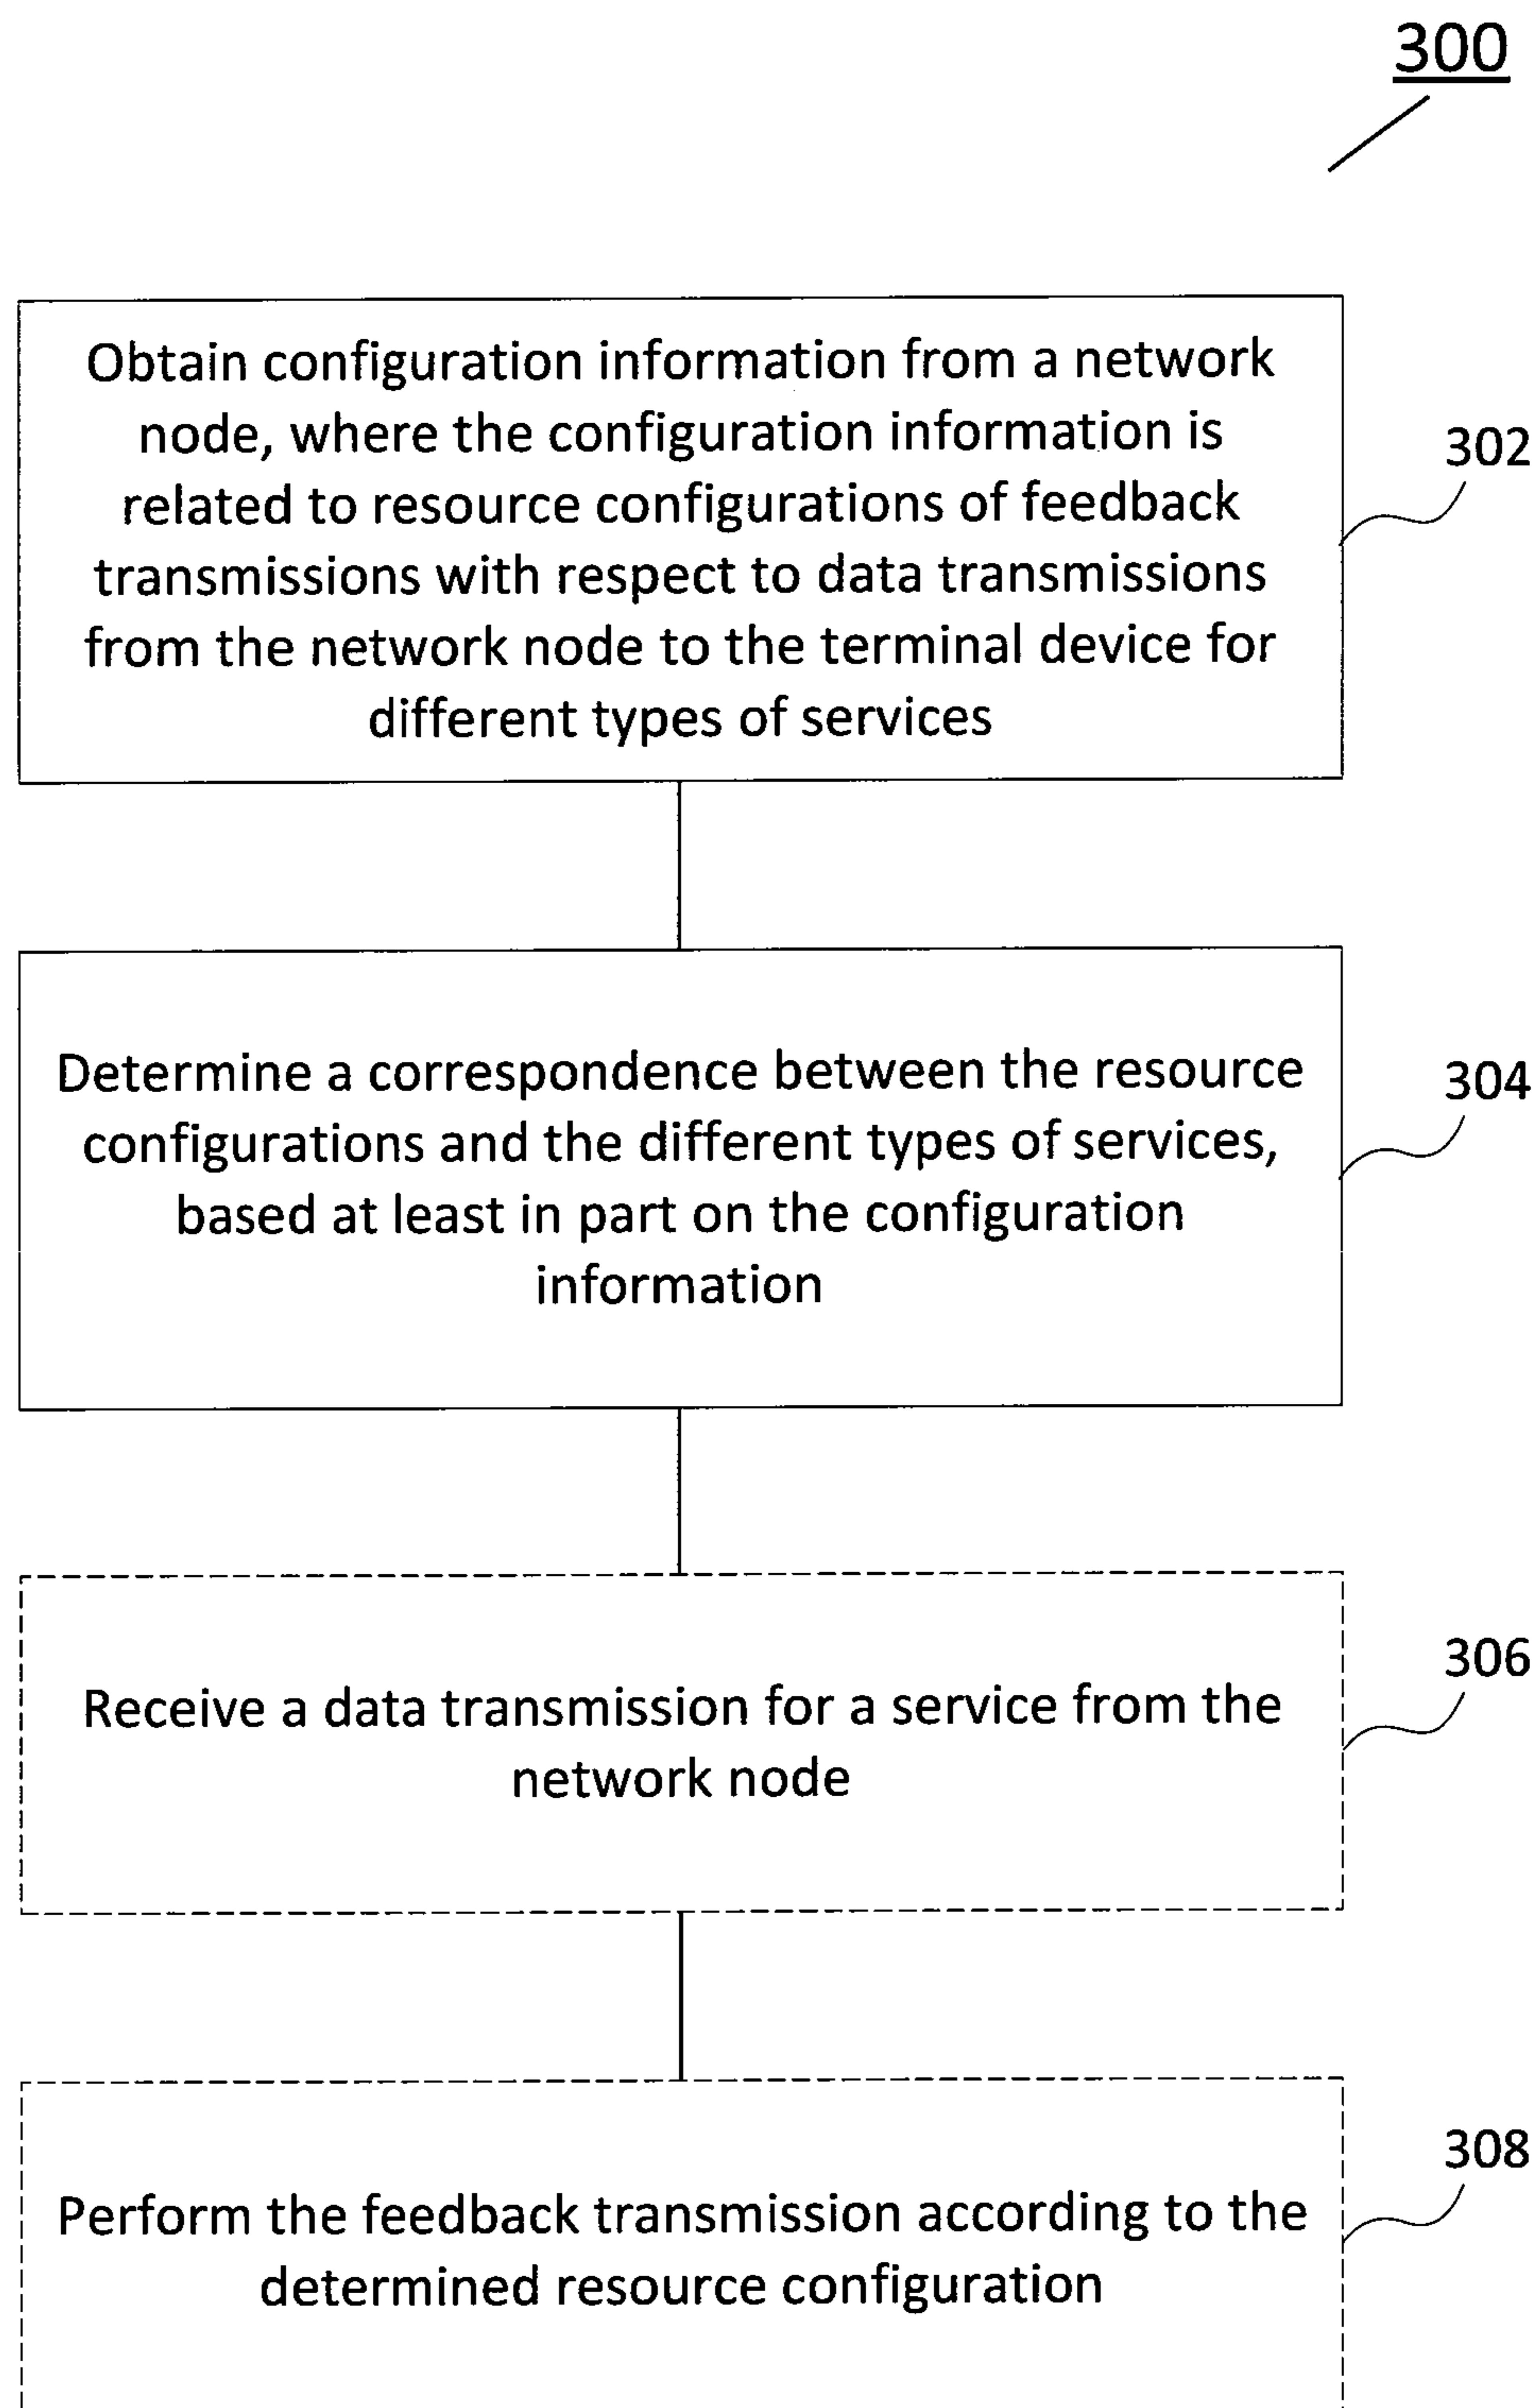 300
Obtain configuration information from a network
node, where the configuration information is
related to resource configurations of feedback
transmissions with respect to data transmissions
from the network node to the terminal device for
different types of services
302
Determine a correspondence between the resource
configurations and the different types of services,
based at least in part on the configuration
information
304
Receive a data transmission for a service from the
network node
306
Perform the feedback transmission according to the
determined resource configuration
308